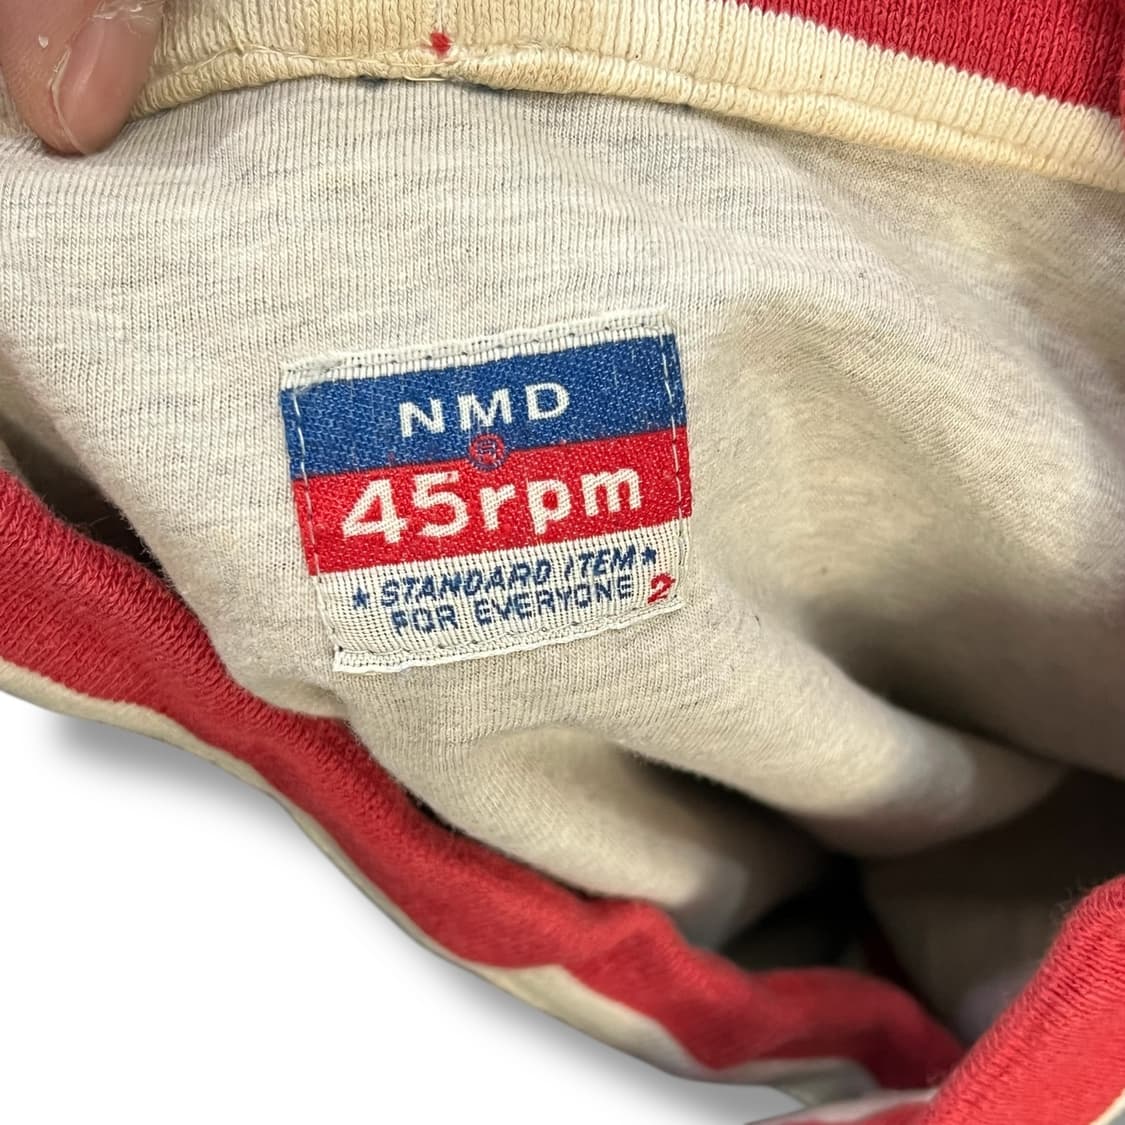 NMD
45rpm
★ STANDARD ITEM ★
FOR EVERYONE 2